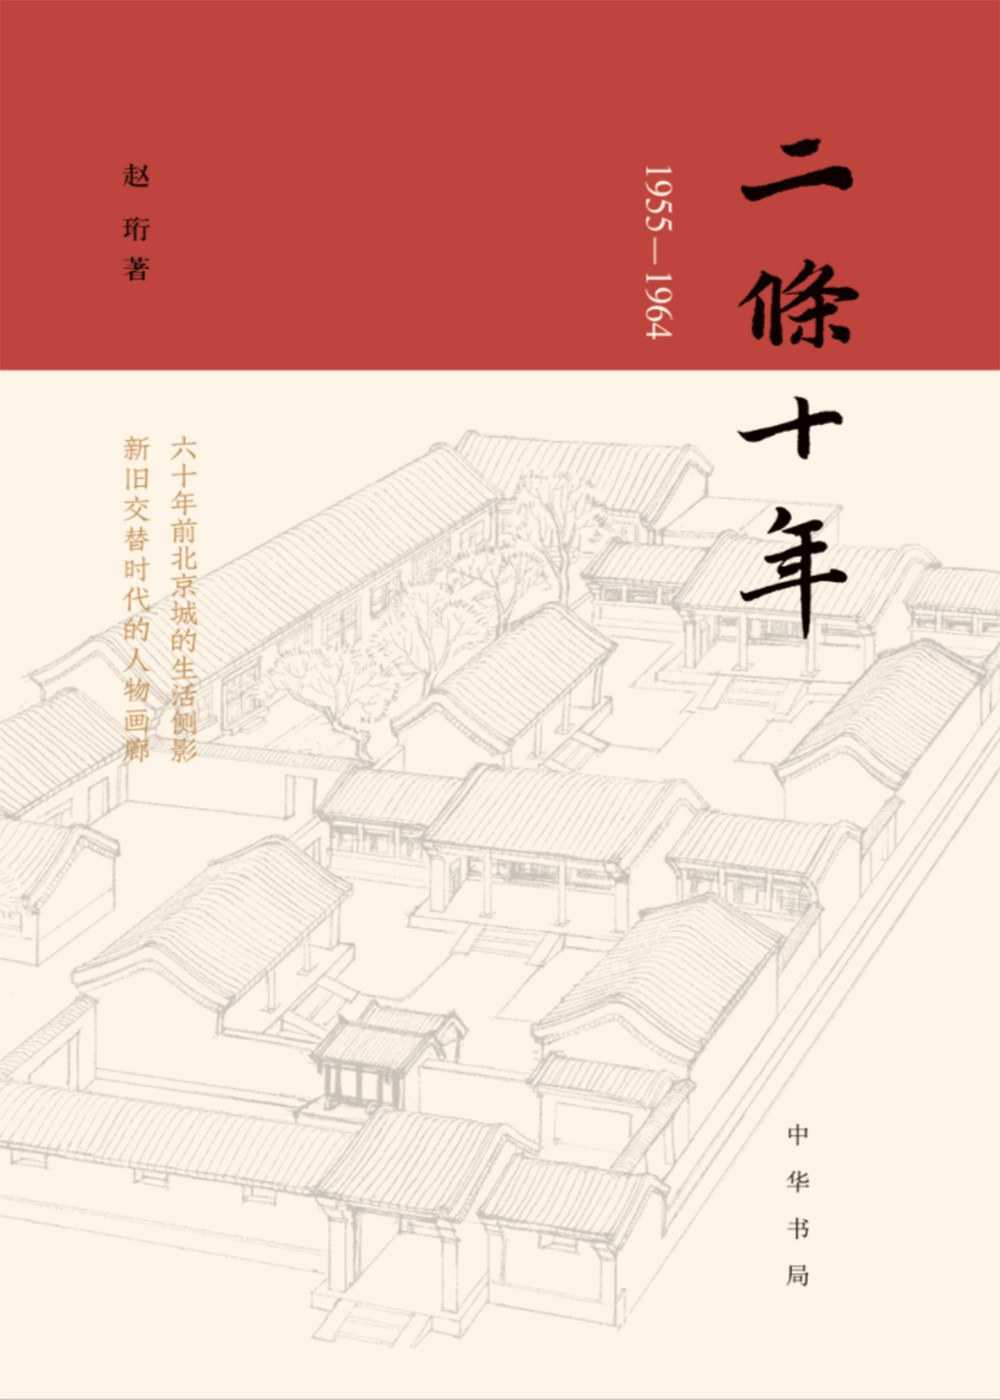 二條十年
1955—1964
赵珩著
六十年前北京城的生活侧影
新旧交替时代的人物画廊
中华书局